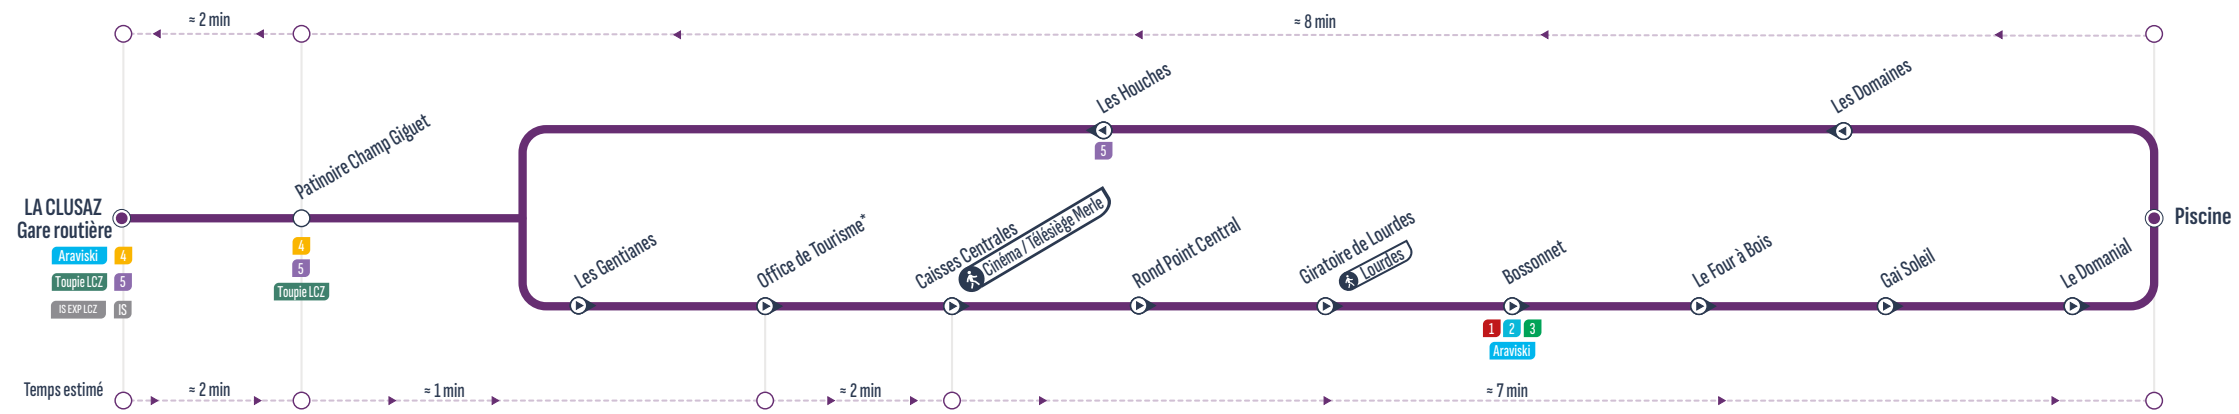 ≈ 2 min
≈ 8 min
Les Houches
5
Les Domaines
Patinoire Champ Giguet
4
5
Toupie LCZ
LA CLUSAZ
Gare routière
Araviski 4
Toupie LCZ 5
IS EXP LCZ IS
Piscine
Les Gentianes
Office de Tourisme*
Caisses Centrales
Cinéma / Télésiège Merle
Rond Point Central
Giratoire de Lourdes
Lourdes
Bossonnet
1 2 3
Araviski
Le Four à Bois
Gai Soleil
Le Domanial
Temps estimé
≈ 2 min
≈ 1 min
≈ 2 min
≈ 7 min